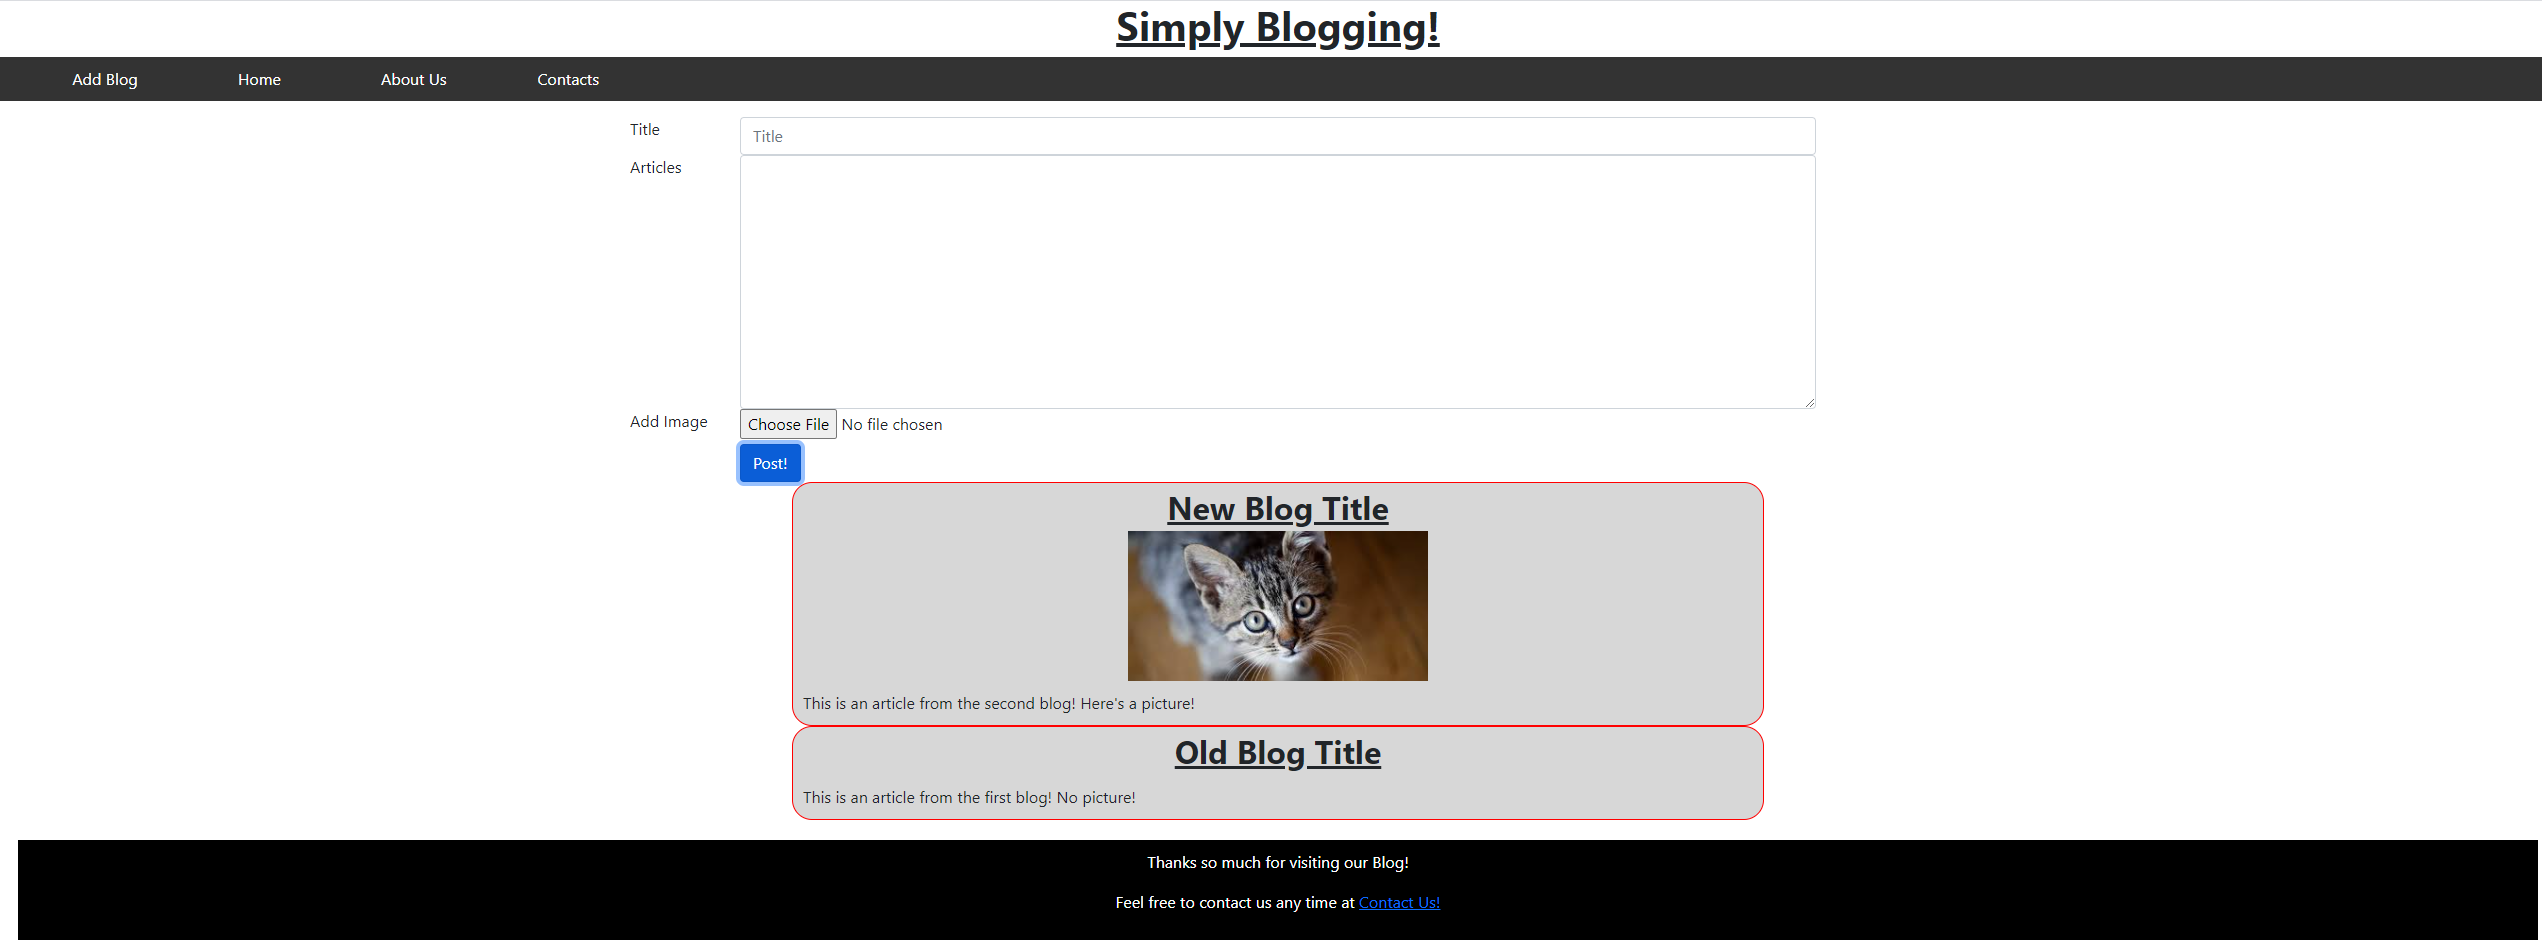 Simply Blogging!
Add Blog Home About Us Contacts
Title Title
Articles
Add Image Choose File No file chosen
Post!
New Blog Title
This is an article from the second blog! Here's a picture!
Old Blog Title
This is an article from the first blog! No picture!
Thanks so much for visiting our Blog!
Feel free to contact us any time at Contact Us!